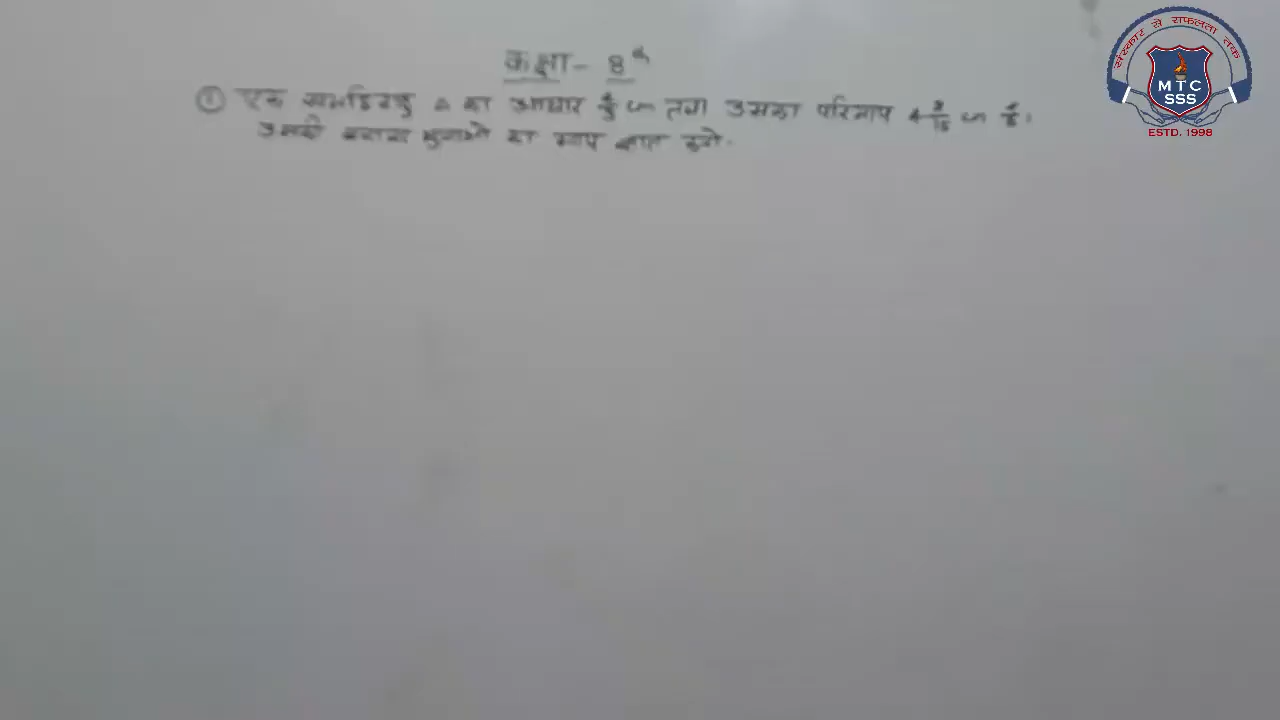 कक्षा - 8th
① एक समद्विबाहु △ का आधार 4/3 cm तथा उसका परिमाप 4 2/15 cm है।
उसकी बराबर भुजाओं का माप ज्ञात करो.
संस्कार से सफलता तक
MTC
SSS
ESTD. 1998